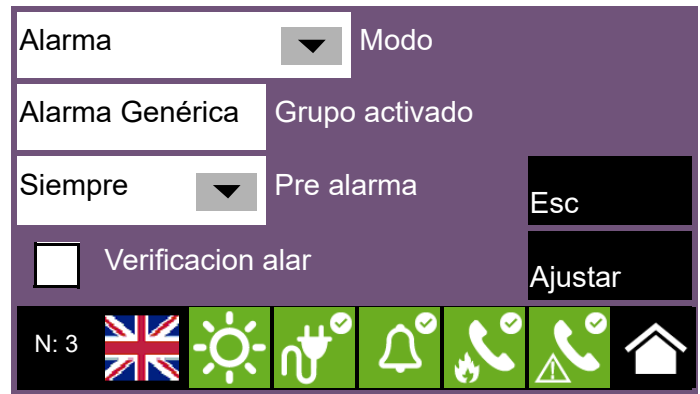 Alarma
Modo
Alarma Genérica
Grupo activado
Siempre
Pre alarma
Esc
Verificacion alar
Ajustar
N: 3